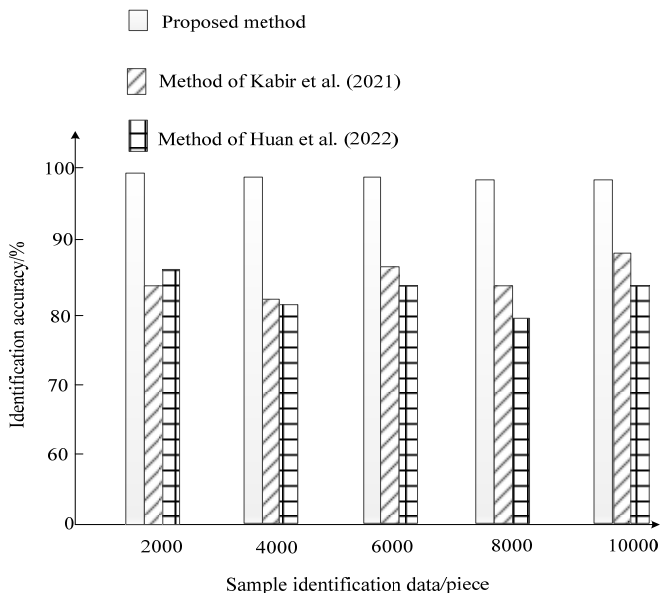 Proposed method
Method of Kabir et al. (2021)
Method of Huan et al. (2022)
Identification accuracy/%
100
90
80
70
60
0
2000
4000
6000
8000
10000
Sample identification data/piece